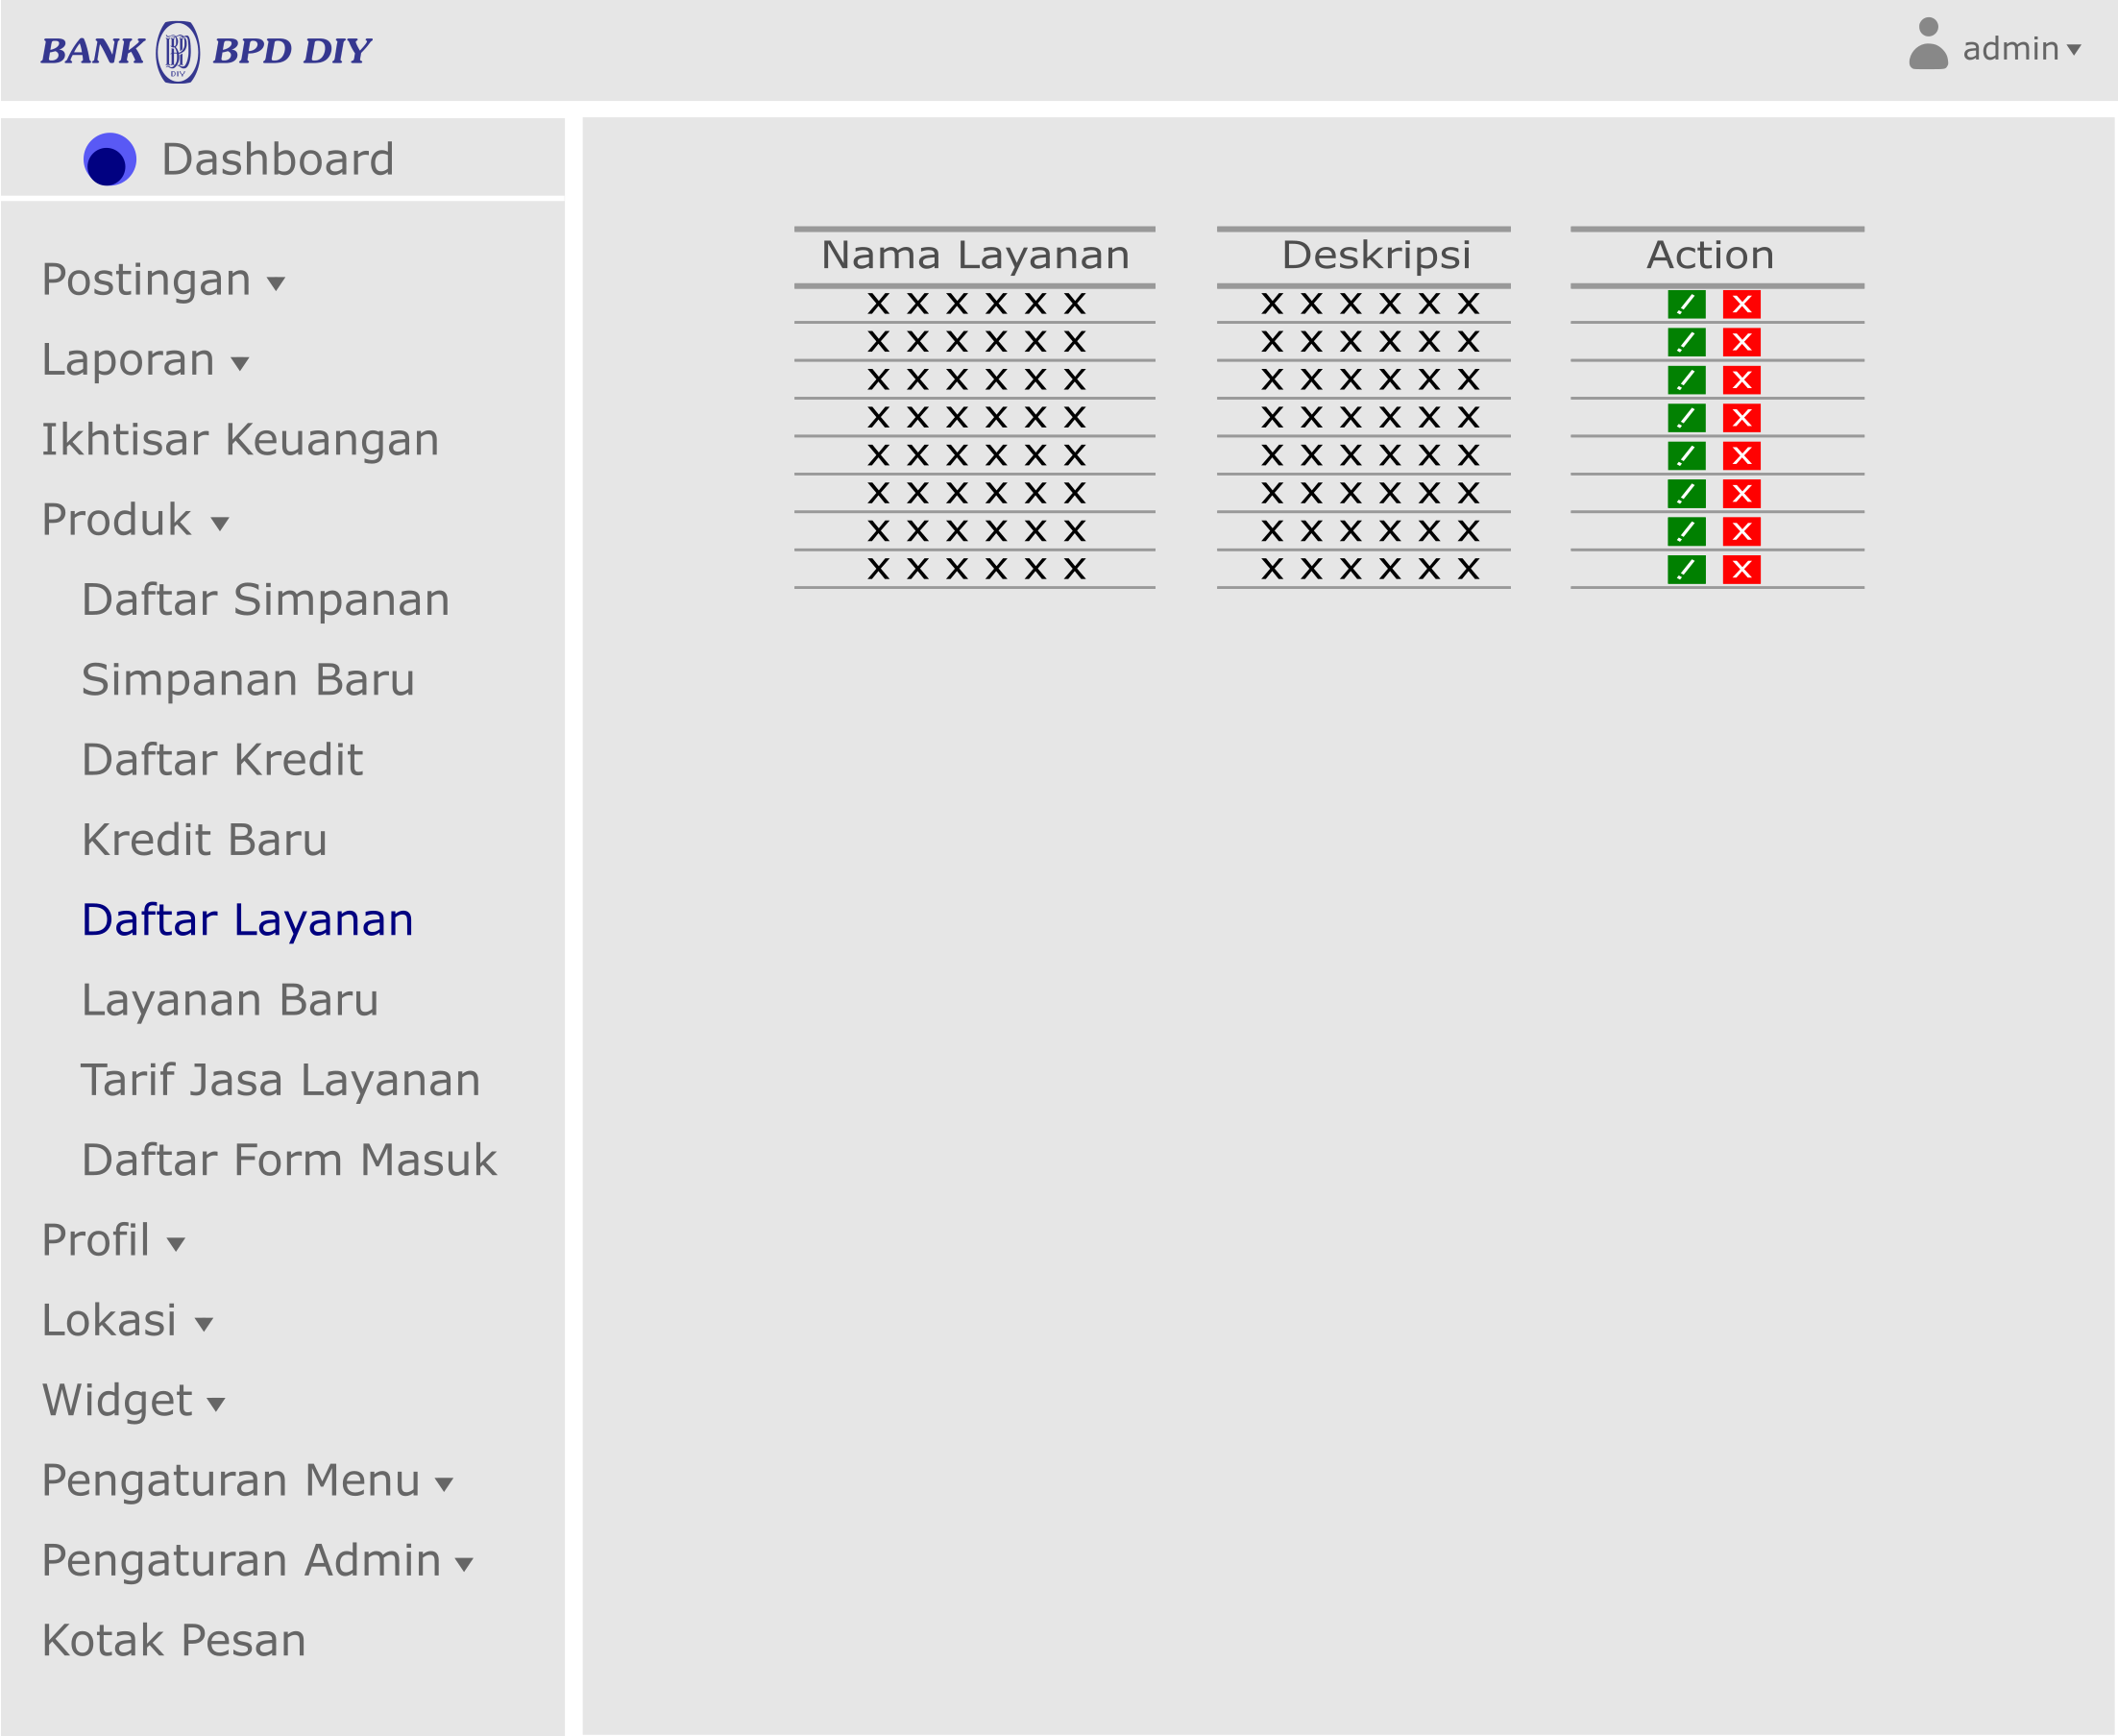 BANK BPD DIY BPD DIY
admin
Dashboard
Postingan
Laporan
Ikhtisar Keuangan
Produk
Daftar Simpanan
Simpanan Baru
Daftar Kredit
Kredit Baru
Daftar Layanan
Layanan Baru
Tarif Jasa Layanan
Daftar Form Masuk
Profil
Lokasi
Widget
Pengaturan Menu
Pengaturan Admin
Kotak Pesan
Nama Layanan Deskripsi Action
X X X X X X X X X X X X ! X
X X X X X X X X X X X X ! X
X X X X X X X X X X X X ! X
X X X X X X X X X X X X ! X
X X X X X X X X X X X X ! X
X X X X X X X X X X X X ! X
X X X X X X X X X X X X ! X
X X X X X X X X X X X X ! X